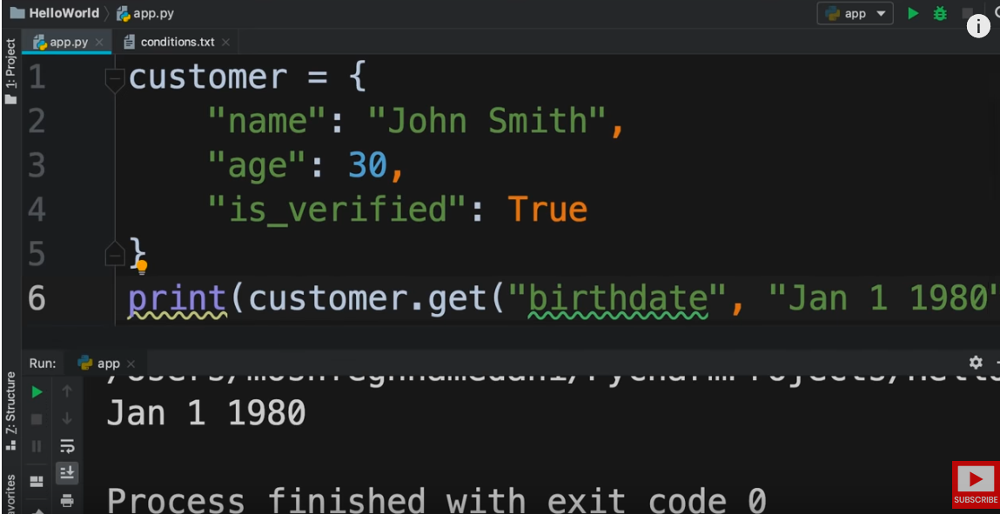 HelloWorld app.py
app
app.py conditions.txt
1: Project
1 customer = {
2 "name": "John Smith",
3 "age": 30,
4 "is_verified": True
5 }
6 print(customer.get("birthdate", "Jan 1 1980"
Run: app
Z: Structure
Jan 1 1980
Process finished with exit code 0
SUBSCRIBE